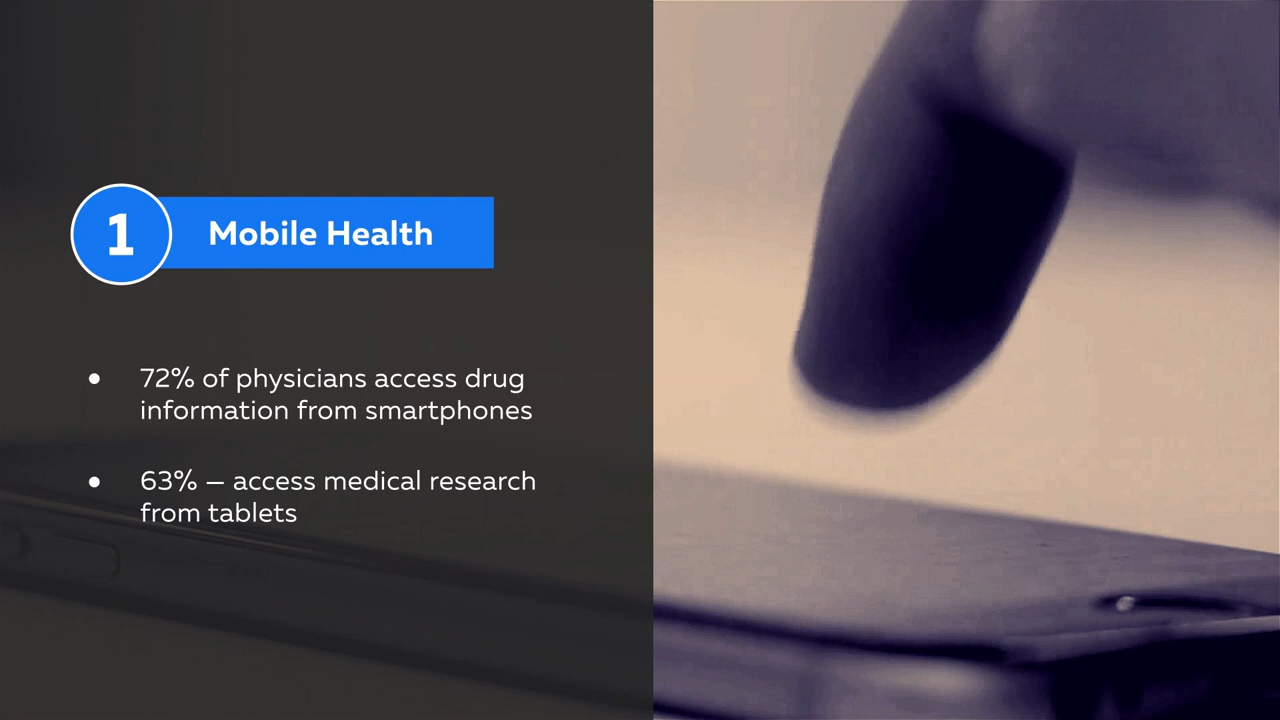 1
Mobile Health
● 72% of physicians access drug
information from smartphones
● 63% — access medical research
from tablets